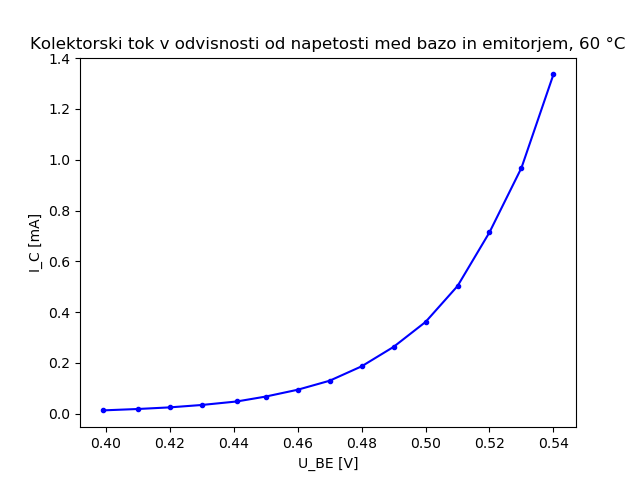 Kolektorski tok v odvisnosti od napetosti med bazo in emitorjem, 60 °C
1.4
1.2
1.0
0.8
0.6
0.4
0.2
0.0
I_C [mA]
0.40 0.42 0.44 0.46 0.48 0.50 0.52 0.54
U_BE [V]